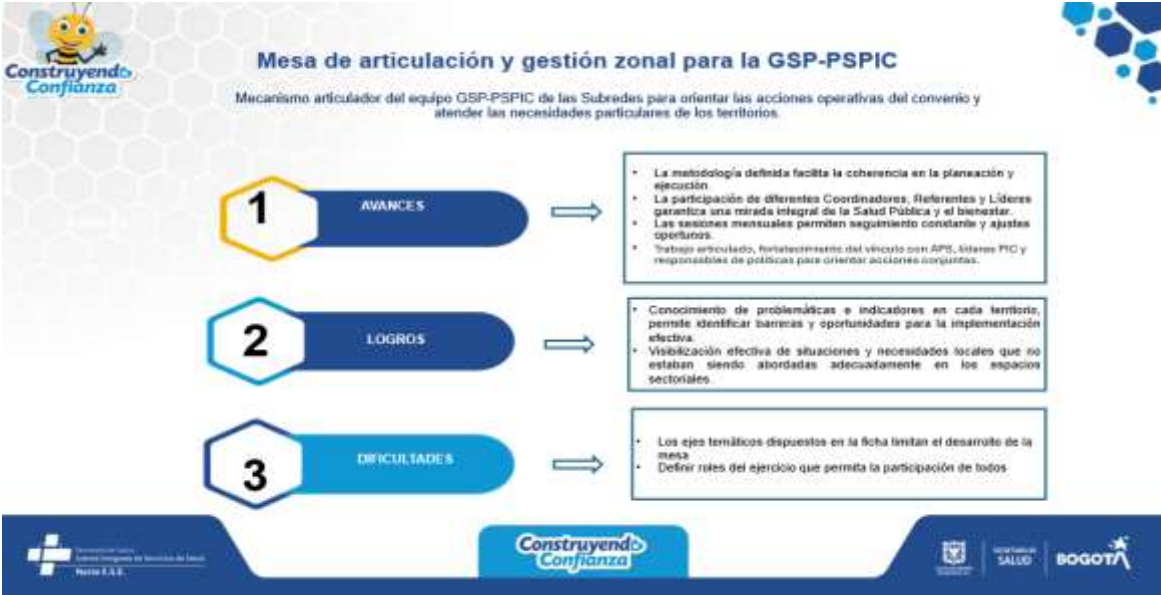 Construyendo
Confianza
Mesa de articulación y gestión zonal para la GSP-PSPIC
Mecanismo articulador del equipo GSP-PSPIC de las Subredes para orientar las acciones operativas del convenio y
atender las necesidades particulares de los territorios.
1
AVANCES
• La metodología definida facilita la coherencia en la planeación y
ejecución
• La participación de diferentes Coordinadores, Referentes y Líderes
garantiza una mirada integral de la Salud Pública y el bienestar.
• Las sesiones mensuales permiten seguimiento constante y ajustes
oportunos.
• Trabajo articulado, fortalecimiento del vínculo con APS, líderes PIC y
responsables de políticas para orientar acciones conjuntas.
2
LOGROS
• Conocimiento de problemáticas e indicadores en cada territorio,
permite identificar barreras y oportunidades para la implementación
efectiva.
• Visibilización efectiva de situaciones y necesidades locales que no
estaban siendo abordadas adecuadamente en los espacios
sectoriales.
3
DIFICULTADES
• Los ejes temáticos dispuestos en la ficha limitan el desarrollo de la
mesa
• Definir roles del ejercicio que permita la participación de todos
Norte E.S.E.
Construyendo
Confianza
SECRETARÍA DE
SALUD
BOGOTÁ